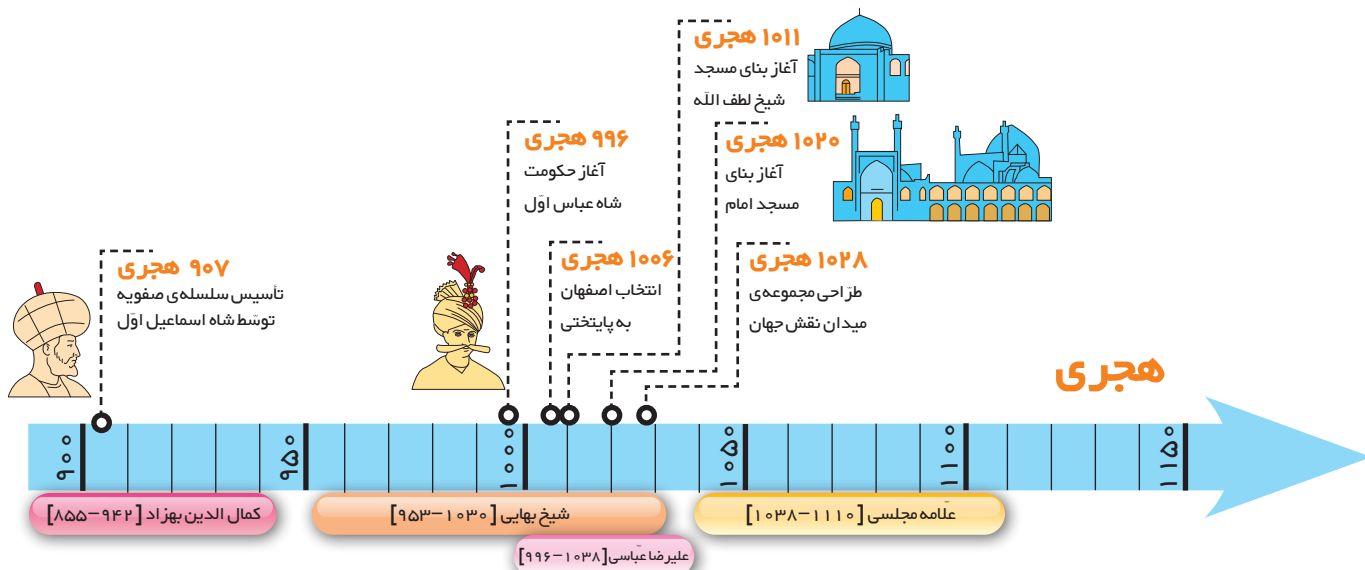 ۱۰۱۱ هجری
آغاز بنای مسجد
شیخ لطف الله
۱۰۲۰ هجری
آغاز بنای
مسجد امام
۹۹۶ هجری
آغاز حکومت
شاه عباس اوّل
۱۰۲۸ هجری
طرّاحی مجموعه‌ی
میدان نقش جهان
۱۰۰۶ هجری
انتخاب اصفهان
به پایتختی
۹۰۷ هجری
تأسیس سلسله‌ی صفویه
توسّط شاه اسماعیل اوّل
هجری
۹۰۰
۹۵۰
۱۰۰۰
۱۰۵۰
۱۱۰۰
۱۱۵۰
کمال الدین بهزاد [۸۵۵-۹۴۲]
شیخ بهایی [۹۵۳-۱۰۳۰]
علّامه مجلسی [۱۰۳۸-۱۱۱۰]
علیرضا عبّاسی [۹۹۶-۱۰۳۸]